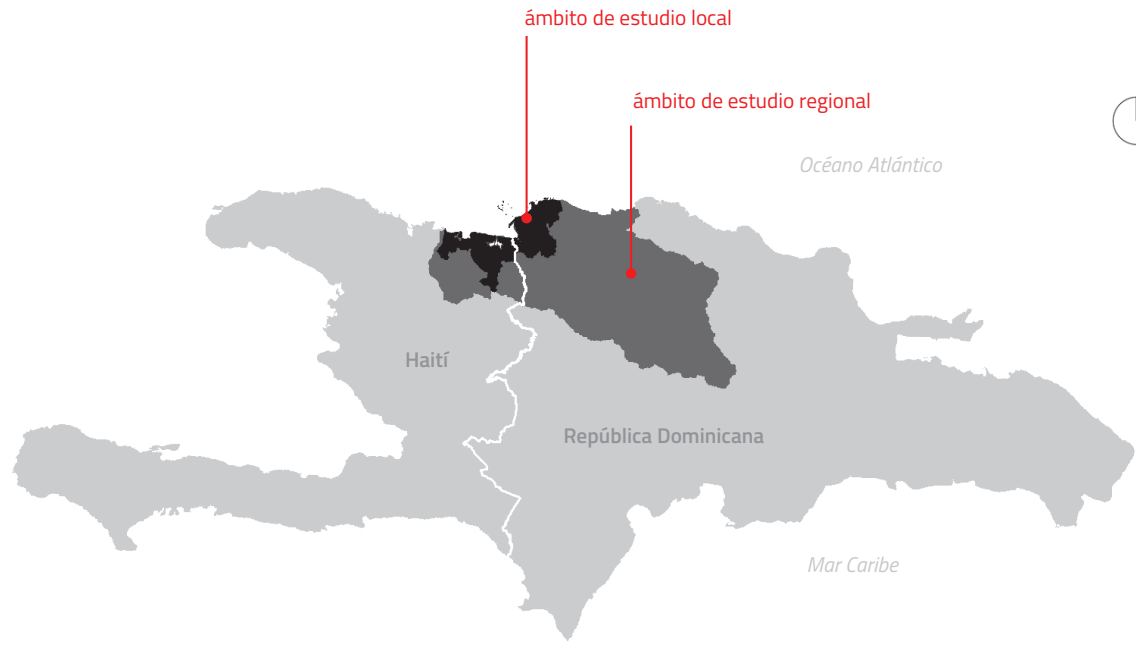 ámbito de estudio local
ámbito de estudio regional
Océano Atlántico
Haití
República Dominicana
Mar Caribe